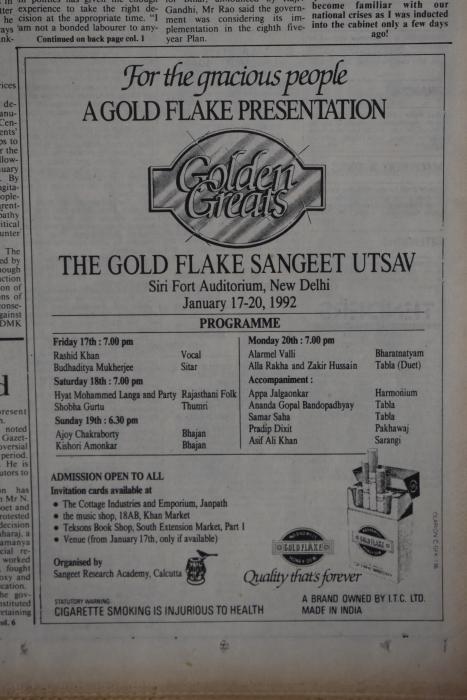 er experience to take the right de-
he cision at the appropriate time. "I
ays am not a bonded labourer to any-
Continued on back page col. 1
Gandhi, Mr Rao said the govern-
ment was considering its im-
plementation in the eighth five-
year Plan.
become familiar with our
national crises as I was inducted
into the cabinet only a few days
ago!
For the gracious people
A GOLD FLAKE PRESENTATION
Golden
Greats
THE GOLD FLAKE SANGEET UTSAV
Siri Fort Auditorium, New Delhi
January 17-20, 1992
PROGRAMME
Friday 17th : 7.00 pm
Rashid Khan Vocal
Budhaditya Mukherjee Sitar
Saturday 18th : 7.00 pm
Hyat Mohammed Langa and Party Rajasthani Folk
Shobha Gurtu Thumri
Sunday 19th : 6.30 pm
Ajoy Chakraborty Bhajan
Kishori Amonkar Bhajan
Monday 20th : 7.00 pm
Alarmel Valli Bharatnatyam
Alla Rakha and Zakir Hussain Tabla (Duet)
Accompaniment :
Appa Jalgaonkar Harmonium
Ananda Gopal Bandopadhyay Tabla
Samar Saha Tabla
Pradip Dixit Pakhawaj
Asif Ali Khan Sarangi
ADMISSION OPEN TO ALL
Invitation cards available at
• The Cottage Industries and Emporium, Janpath
• the music shop, 18AB, Khan Market
• Teksons Book Shop, South Extension Market, Part I
• Venue (from January 17th, only if available)
Organised by
Sangeet Research Academy, Calcutta
GOLD FLAKE
Quality that's forever
STATUTORY WARNING
CIGARETTE SMOKING IS INJURIOUS TO HEALTH
A BRAND OWNED BY I.T.C. LTD.
MADE IN INDIA